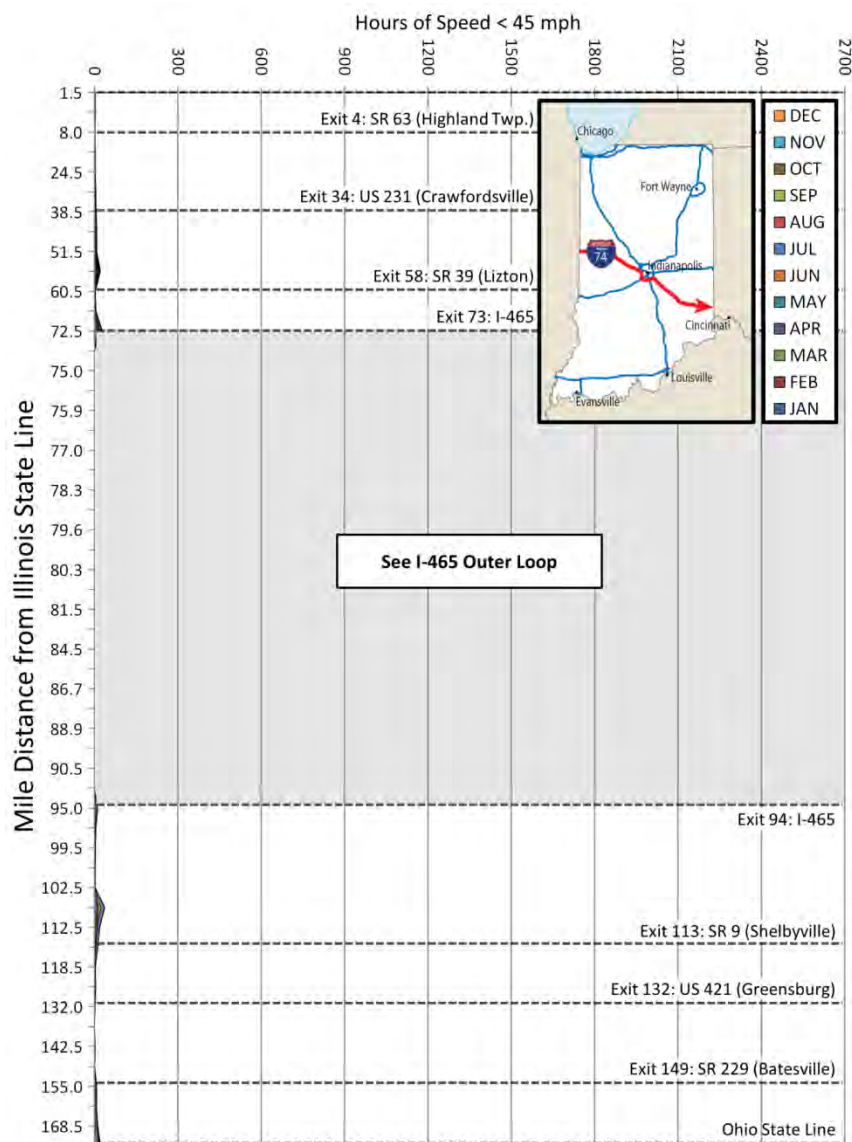 Hours of Speed < 45 mph
0
300
600
900
1200
1500
1800
2100
2400
2700
Mile Distance from Illinois State Line
1.5
8.0
24.5
38.5
51.5
60.5
72.5
75.0
75.9
77.0
78.3
79.6
80.3
81.5
84.5
86.7
88.9
90.5
95.0
99.5
102.5
112.5
118.5
132.0
142.5
155.0
168.5
Exit 4: SR 63 (Highland Twp.)
Exit 34: US 231 (Crawfordsville)
Exit 58: SR 39 (Lizton)
Exit 73: I-465
See I-465 Outer Loop
Exit 94: I-465
Exit 113: SR 9 (Shelbyville)
Exit 132: US 421 (Greensburg)
Exit 149: SR 229 (Batesville)
Ohio State Line
Chicago
Fort Wayne
74
Indianapolis
Cincinnati
Louisville
Evansville
DEC
NOV
OCT
SEP
AUG
JUL
JUN
MAY
APR
MAR
FEB
JAN